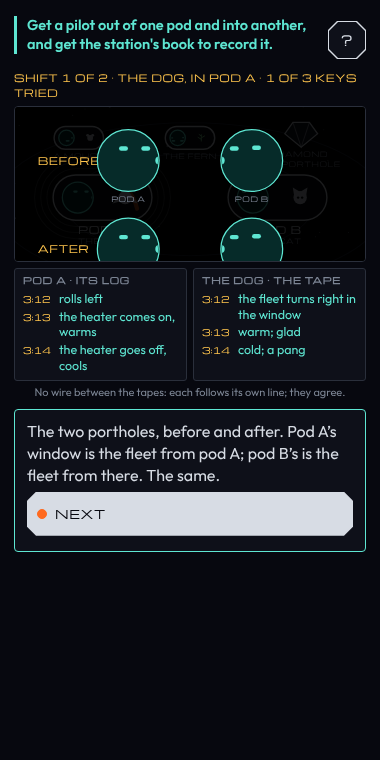 Get a pilot out of one pod and into another,
and get the station's book to record it.
?
SHIFT 1 OF 2 · THE DOG, IN POD A · 1 OF 3 KEYS
TRIED
BEFORE
POD A
POD B
AFTER
POD A · ITS LOG
3:12 rolls left
3:13 the heater comes on,
warms
3:14 the heater goes off,
cools
THE DOG · THE TAPE
3:12 the fleet turns right in
the window
3:13 warm; glad
3:14 cold; a pang
No wire between the tapes: each follows its own line; they agree.
The two portholes, before and after. Pod A’s
window is the fleet from pod A; pod B’s is the
fleet from there. The same.
NEXT